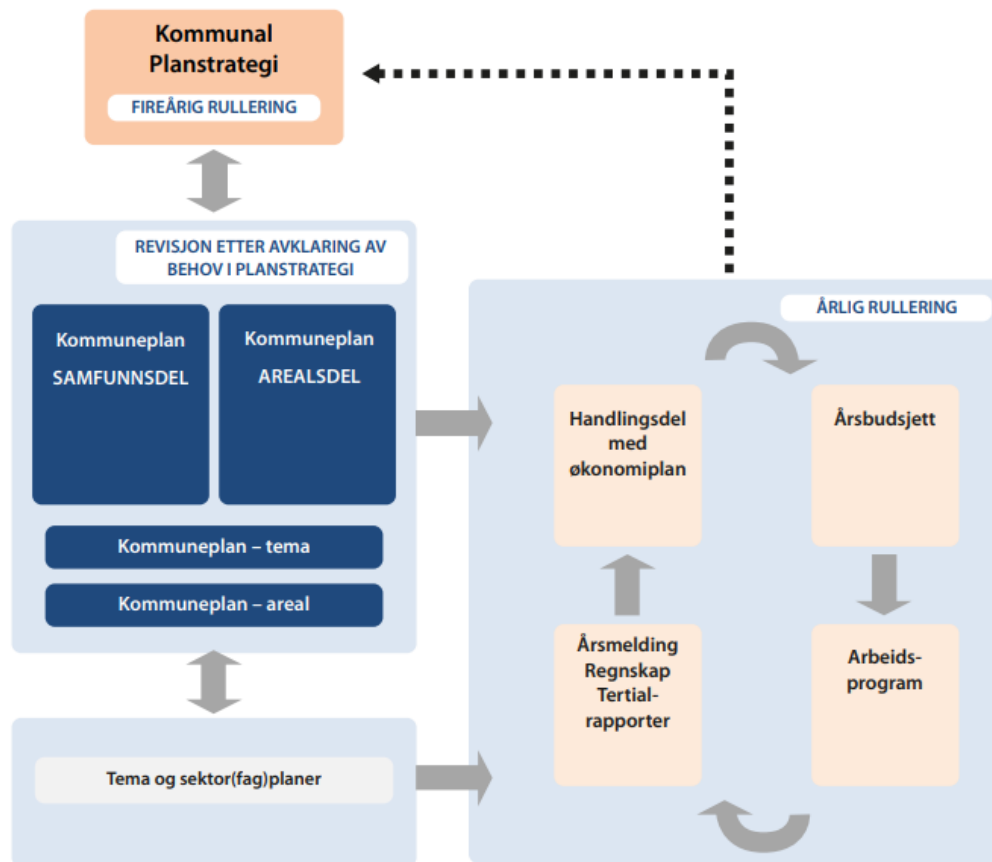 Kommunal
Planstrategi
FIREÅRIG RULLERING
REVISJON ETTER AVKLARING AV
BEHOV I PLANSTRATEGI
Kommuneplan
SAMFUNNSDEL
Kommuneplan
AREALSDEL
Kommuneplan – tema
Kommuneplan – areal
Tema og sektor(fag)planer
ÅRLIG RULLERING
Handlingsdel
med
økonomiplan
Årsbudsjett
Årsmelding
Regnskap
Tertial-
rapporter
Arbeids-
program